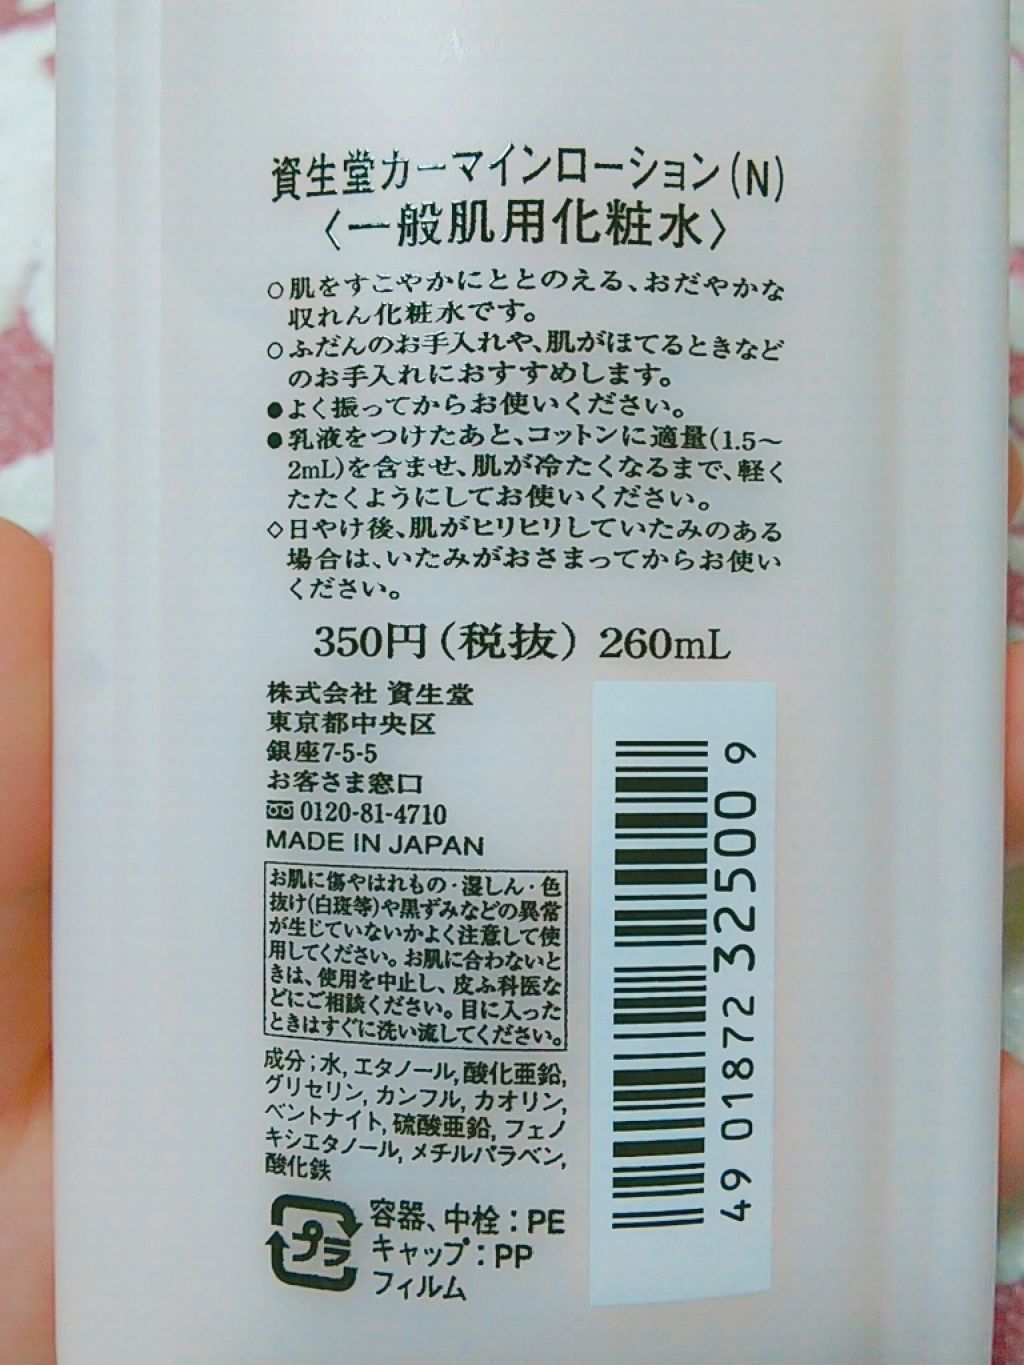 資生堂カーマインローション(N)
〈一般肌用化粧水〉
○肌をすこやかにととのえる、おだやかな
収れん化粧水です。
○ふだんのお手入れや、肌がほてるときなど
のお手入れにおすすめします。
●よく振ってからお使いください。
●乳液をつけたあと、コットンに適量(1.5〜
2mL)を含ませ、肌が冷たくなるまで、軽く
たたくようにしてお使いください。
◇日やけ後、肌がヒリヒリしていたみのある
場合は、いたみがおさまってからお使い
ください。
350円(税抜) 260mL
株式会社 資生堂
東京都中央区
銀座7-5-5
お客さま窓口
0120-81-4710
MADE IN JAPAN
お肌に傷やはれもの・湿しん・色
抜け(白斑等)や黒ずみなどの異常
が生じていないかよく注意して使
用してください。お肌に合わないと
きは、使用を中止し、皮ふ科医な
どにご相談ください。目に入った
ときはすぐに洗い流してください。
成分;水, エタノール, 酸化亜鉛,
グリセリン, カンフル, カオリン,
ベントナイト, 硫酸亜鉛, フェノ
キシエタノール, メチルパラベン,
酸化鉄
プラ
容器、中栓:PE
キャップ:PP
フィルム
4901872325009